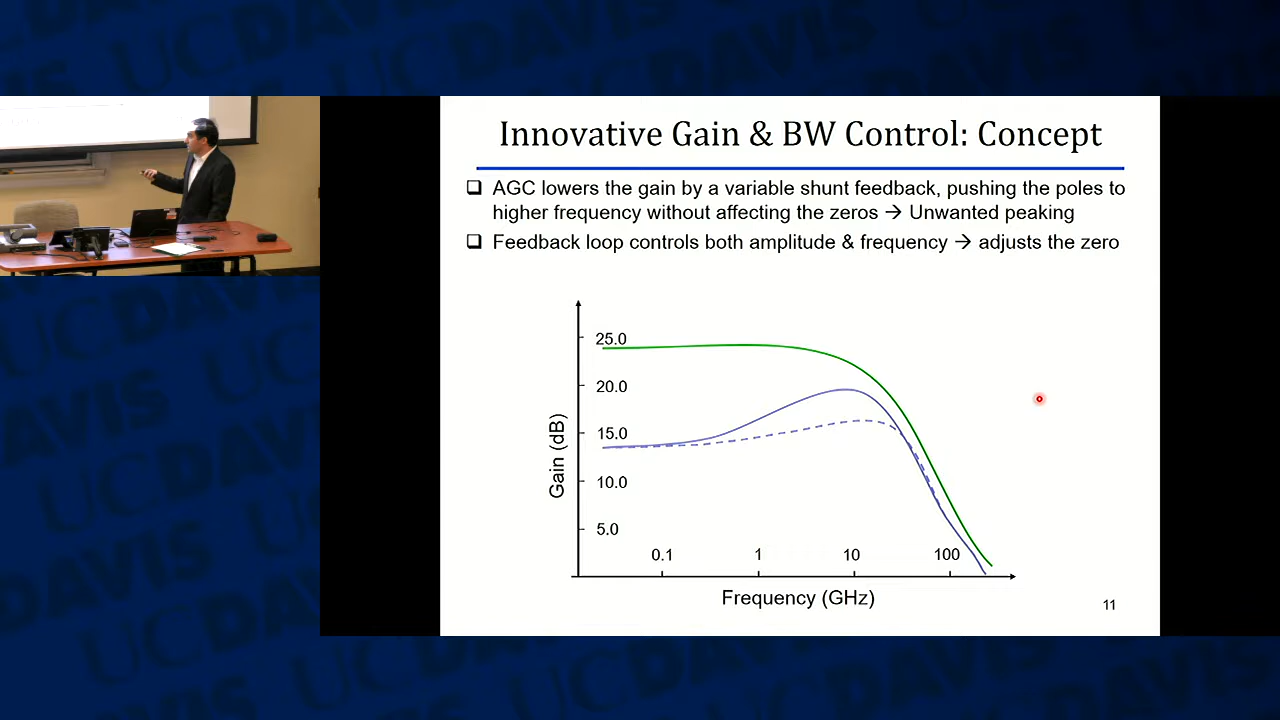 Innovative Gain & BW Control: Concept
❑ AGC lowers the gain by a variable shunt feedback, pushing the poles to
higher frequency without affecting the zeros → Unwanted peaking
❑ Feedback loop controls both amplitude & frequency → adjusts the zero
25.0
20.0
15.0
10.0
5.0
Gain (dB)
0.1 1 10 100
Frequency (GHz)
11
UCDAVIS